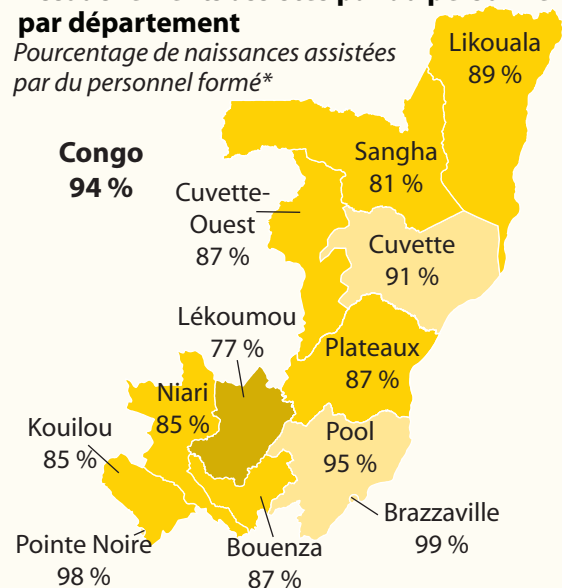 par département
Pourcentage de naissances assistées
par du personnel formé*
Congo
94 %
Likouala
89 %
Sangha
81 %
Cuvette-
Ouest
87 %
Cuvette
91 %
Lékoumou
77 %
Plateaux
87 %
Niari
85 %
Kouilou
85 %
Pool
95 %
Brazzaville
99 %
Pointe Noire
98 %
Bouenza
87 %